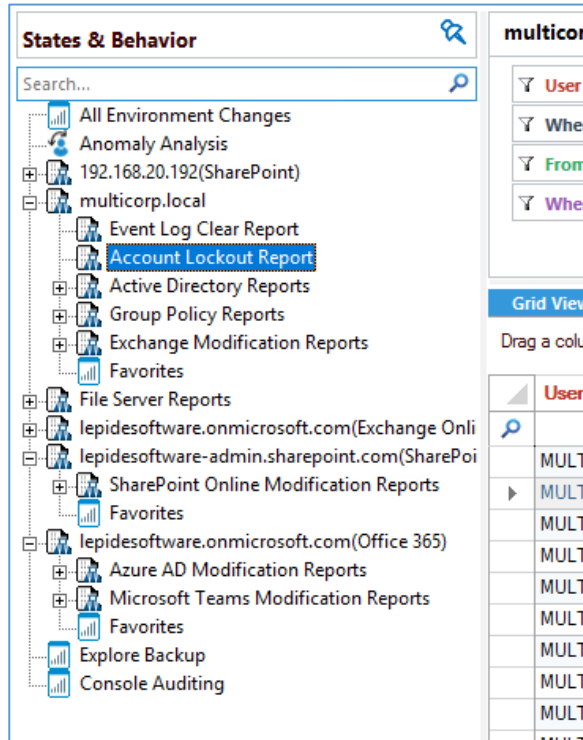 States & Behavior
Search...
All Environment Changes
Anomaly Analysis
192.168.20.192(SharePoint)
multicorp.local
Event Log Clear Report
Account Lockout Report
Active Directory Reports
Group Policy Reports
Exchange Modification Reports
Favorites
File Server Reports
lepidesoftware.onmicrosoft.com(Exchange Onli
lepidesoftware-admin.sharepoint.com(SharePoi
SharePoint Online Modification Reports
Favorites
lepidesoftware.onmicrosoft.com(Office 365)
Azure AD Modification Reports
Microsoft Teams Modification Reports
Favorites
Explore Backup
Console Auditing
multicor
User
Whe
From
Whe
Grid View
Drag a colu
User
MULT
MULT
MULT
MULT
MULT
MULT
MULT
MULT
MULT